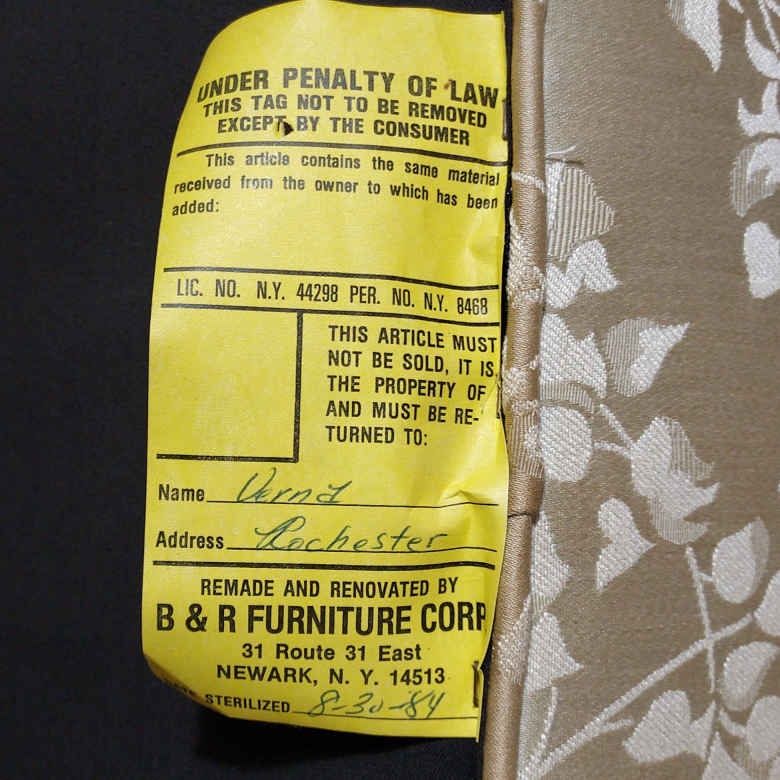 UNDER PENALTY OF LAW
THIS TAG NOT TO BE REMOVED
EXCEPT BY THE CONSUMER
This article contains the same material
received from the owner to which has been
added:
LIC. NO. N.Y. 44298 PER. NO. N.Y. 8468
THIS ARTICLE MUST
NOT BE SOLD, IT IS
THE PROPERTY OF
AND MUST BE RE-
TURNED TO:
Name
Address Rochester
REMADE AND RENOVATED BY
B & R FURNITURE CORP
31 Route 31 East
NEWARK, N. Y. 14513
STERILIZED 8-30-84